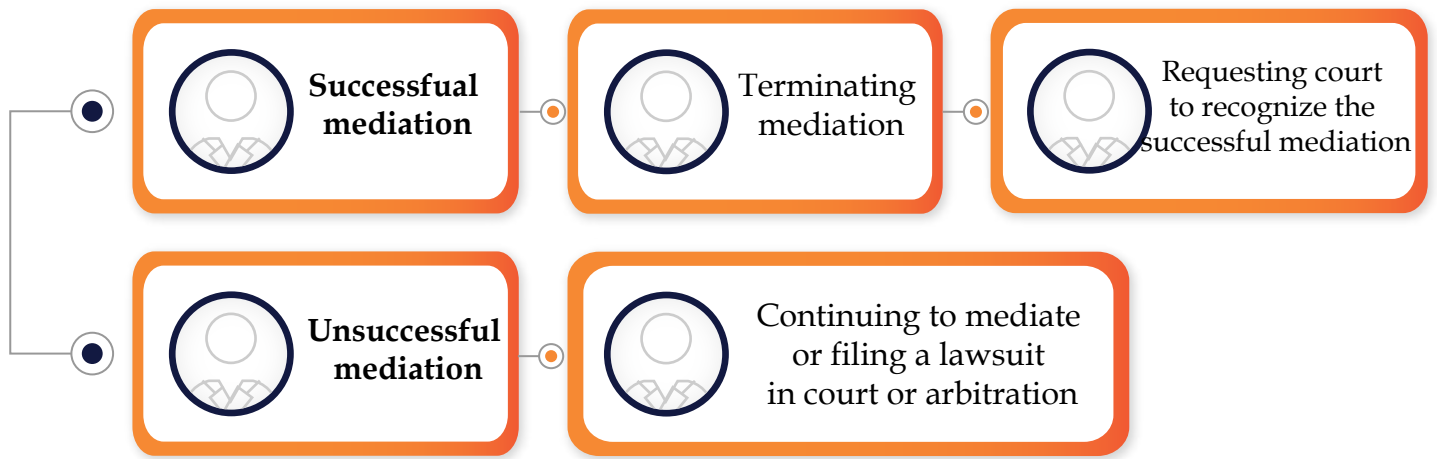 Successfual
mediation
Terminating
mediation
Requesting court
to recognize the
successful mediation
Unsuccessful
mediation
Continuing to mediate
or filing a lawsuit
in court or arbitration